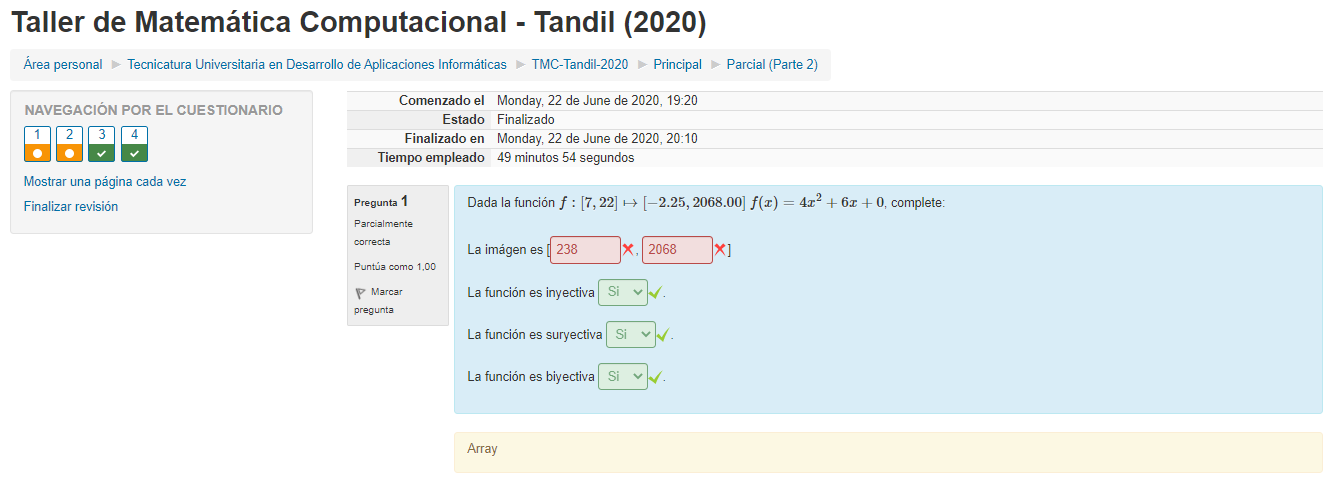 Taller de Matemática Computacional - Tandil (2020)
Área personal ► Tecnicatura Universitaria en Desarrollo de Aplicaciones Informáticas ► TMC-Tandil-2020 ► Principal ► Parcial (Parte 2)
NAVEGACIÓN POR EL CUESTIONARIO
1 2 3 4
Mostrar una página cada vez
Finalizar revisión
Comenzado el Monday, 22 de June de 2020, 19:20
Estado Finalizado
Finalizado en Monday, 22 de June de 2020, 20:10
Tiempo empleado 49 minutos 54 segundos
Pregunta 1
Parcialmente
correcta
Puntúa como 1,00
Marcar
pregunta
Dada la función f : [7, 22] ↦ [−2.25, 2068.00] f(x) = 4x² + 6x + 0, complete:
La imágen es [ 238 , 2068 ]
La función es inyectiva Si .
La función es suryectiva Si .
La función es biyectiva Si .
Array